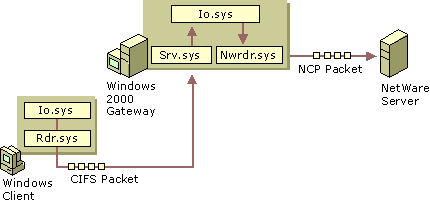 Io.sys
Srv.sys
Nwrdr.sys
Windows
2000
Gateway
NCP Packet
NetWare
Server
Io.sys
Rdr.sys
CIFS Packet
Windows
Client